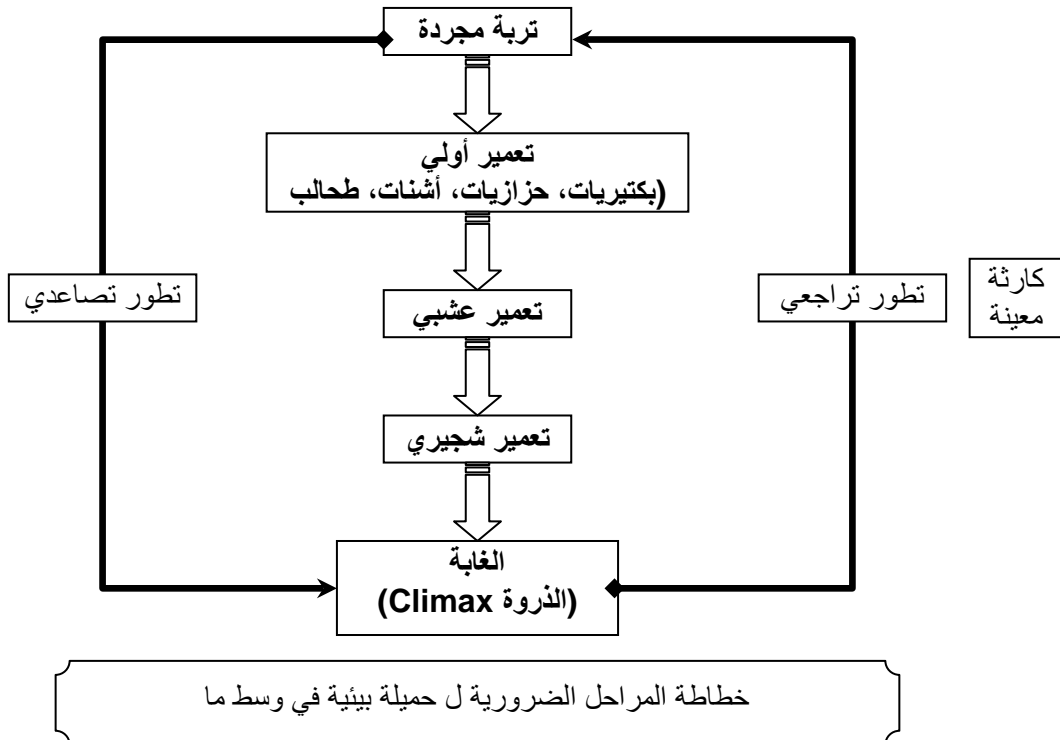 تربة مجردة
تعمير أولي
(بكتيريات، حزازيات، أشنات، طحالب
تطور تصاعدي
تطور تراجعي
كارثة
معينة
تعمير عشبي
تعمير شجيري
الغابة
(الذروة Climax)
خطاطة المراحل الضرورية ل حميلة بيئية في وسط ما